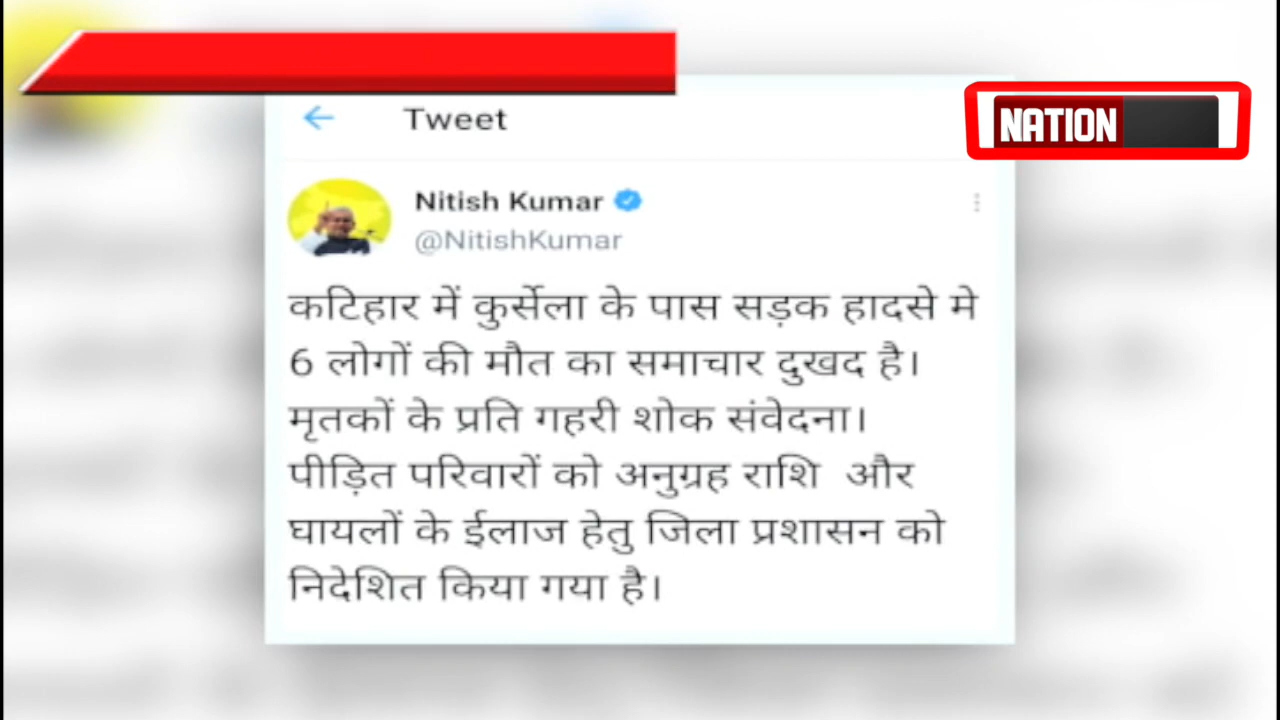 Tweet
NATION
Nitish Kumar
@NitishKumar
कटिहार में कुर्सेला के पास सड़क हादसे मे
6 लोगों की मौत का समाचार दुखद है।
मृतकों के प्रति गहरी शोक संवेदना।
पीड़ित परिवारों को अनुग्रह राशि और
घायलों के ईलाज हेतु जिला प्रशासन को
निदेशित किया गया है।